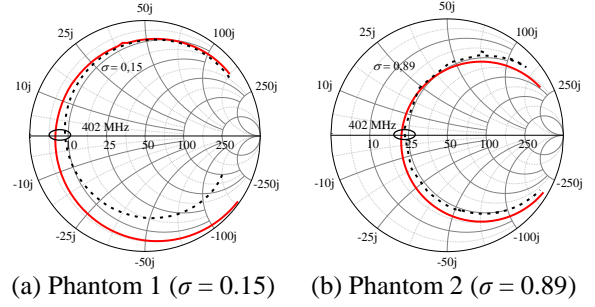 50j
50j
25j
100j
25j
100j
σ = 0,15
σ = 0,89
10j
250j
10j
250j
402 MHz
402 MHz
10
25
50
100
250
10
25
50
100
250
-10j
-250j
-10j
-250j
-25j
-100j
-25j
-100j
-50j
-50j
(a) Phantom 1 (σ = 0.15)
(b) Phantom 2 (σ = 0.89)